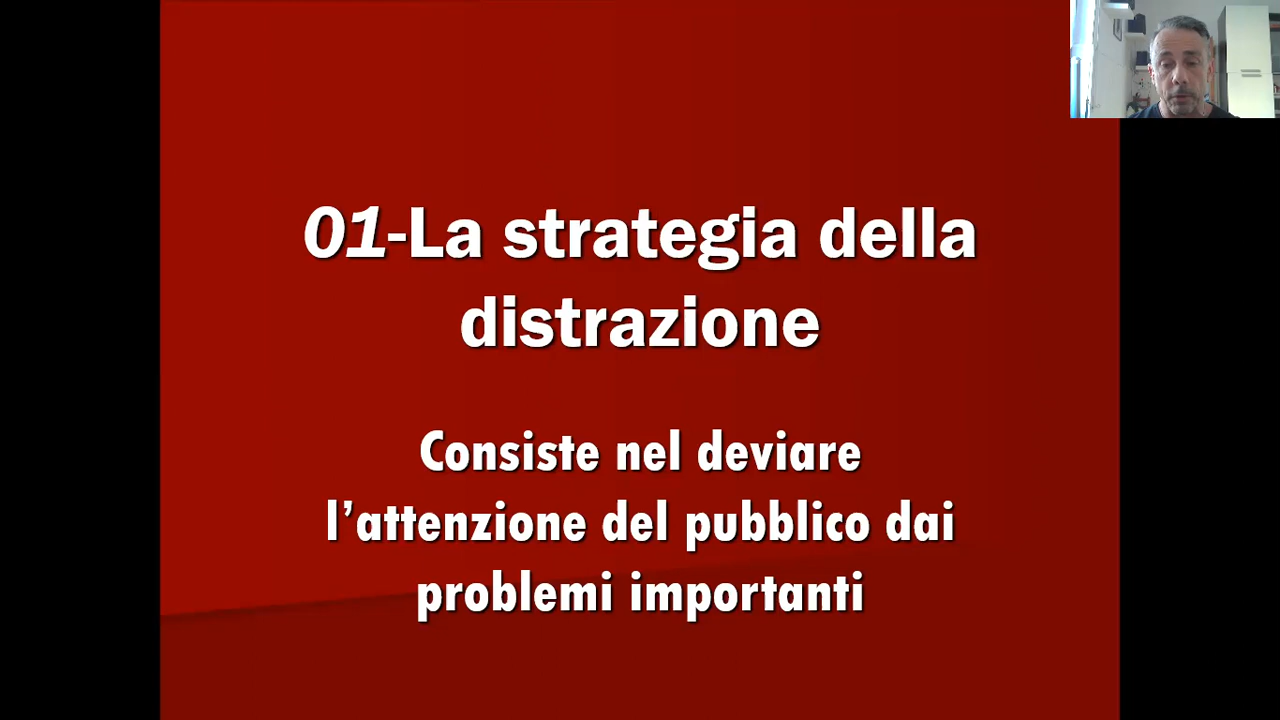 01-La strategia della
distrazione
Consiste nel deviare
l’attenzione del pubblico dai
problemi importanti